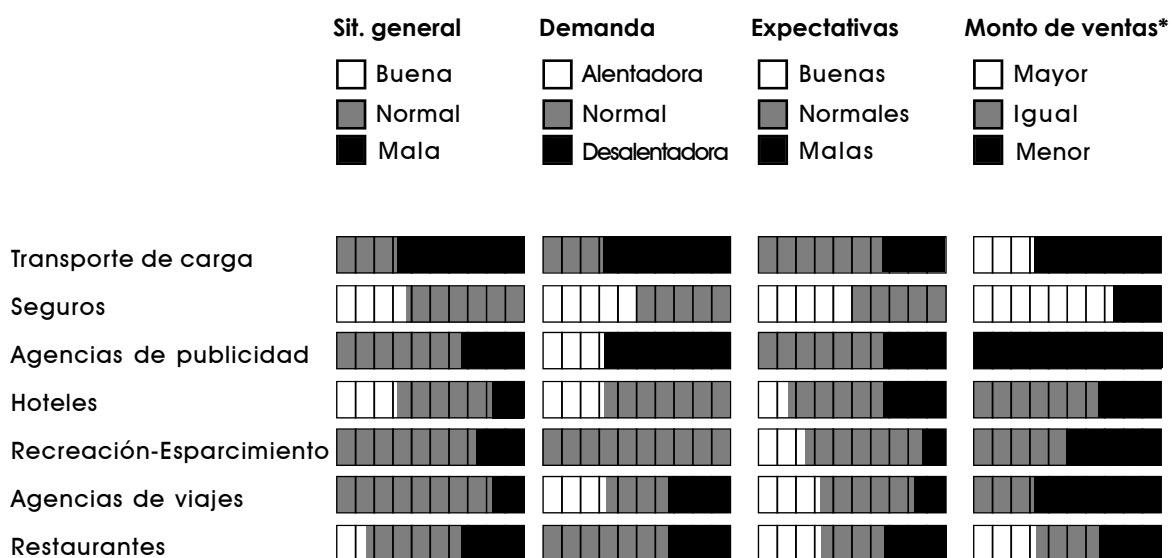 Sit. general Demanda Expectativas Monto de ventas*
Buena Alentadora Buenas Mayor
Normal Normal Normales Igual
Mala Desalentadora Malas Menor
Transporte de carga
Seguros
Agencias de publicidad
Hoteles
Recreación-Esparcimiento
Agencias de viajes
Restaurantes